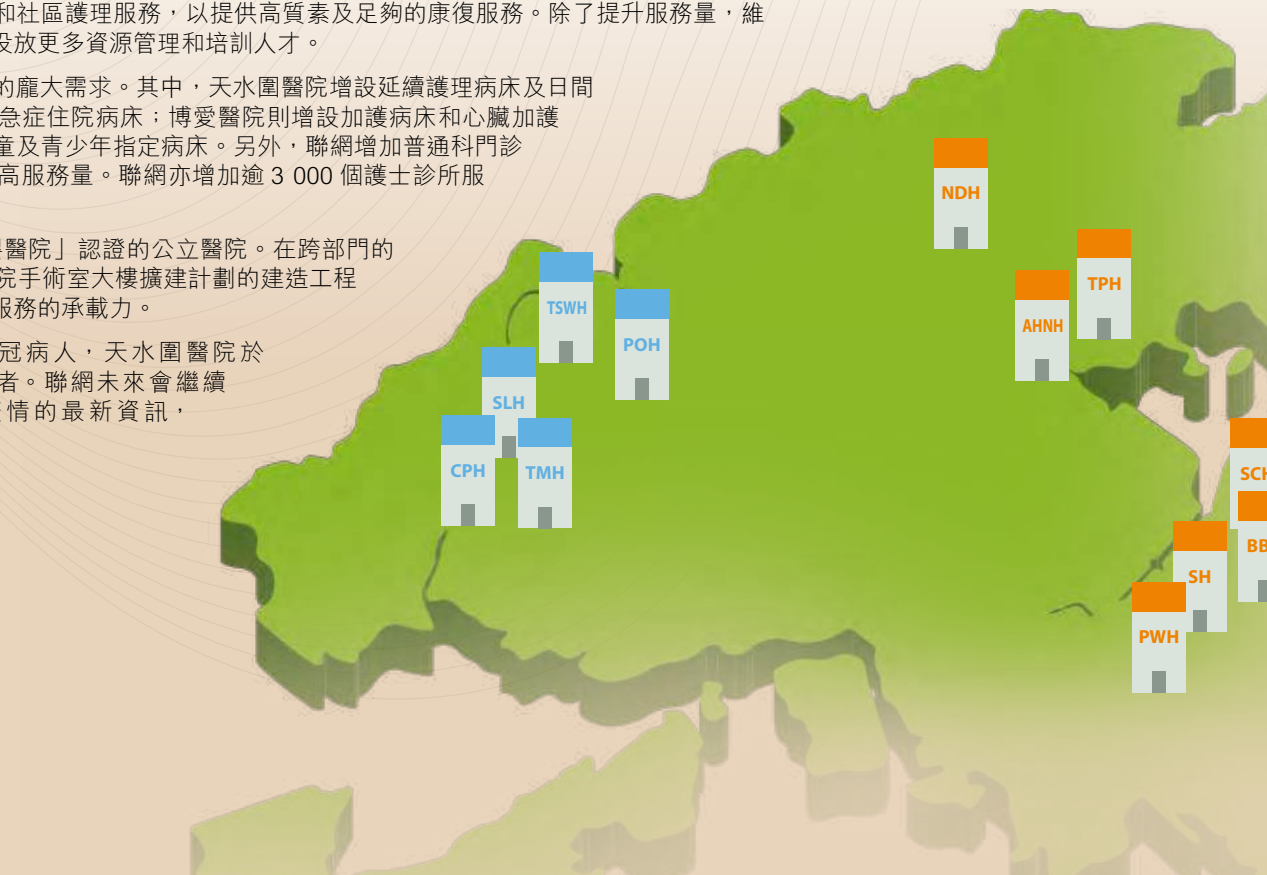 和社區護理服務，以提供高質素及足夠的康復服務。除了提升服務量，維
投放更多資源管理和培訓人才。
的龐大需求。其中，天水圍醫院增設延續護理病床及日間
急症住院病床；博愛醫院則增設加護病床和心臟加護
童及青少年指定病床。另外，聯網增加普通科門診
高服務量。聯網亦增加逾 3 000 個護士診所服
醫院」認證的公立醫院。在跨部門的
院手術室大樓擴建計劃的建造工程
服務的承載力。
冠病人，天水圍醫院於
者。聯網未來會繼續
情的最新資訊，
NDH
TPH
AHNH
TSWH
POH
SLH
CPH
TMH
SCH
BB
SH
PWH